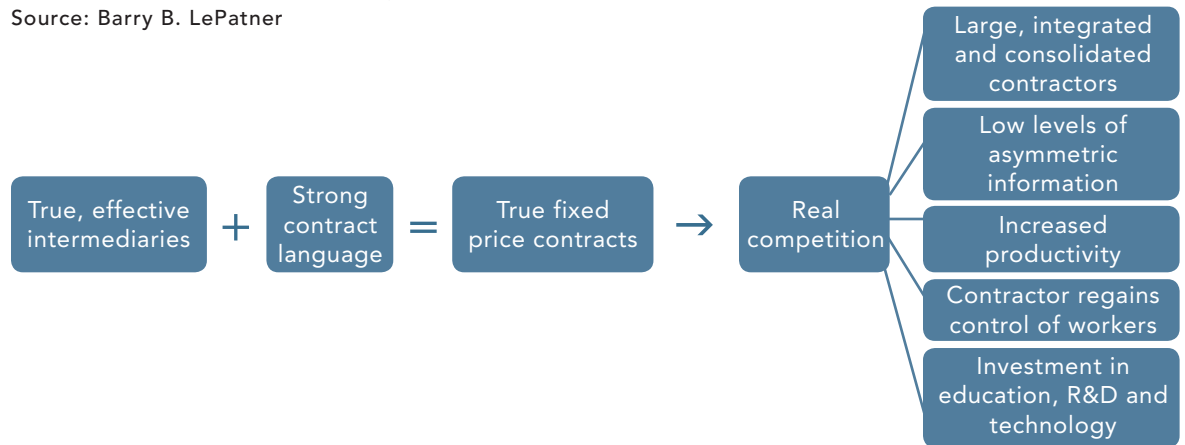 Source: Barry B. LePatner
True, effective
intermediaries
+
Strong
contract
language
=
True fixed
price contracts
→
Real
competition
Large, integrated
and consolidated
contractors
Low levels of
asymmetric
information
Increased
productivity
Contractor regains
control of workers
Investment in
education, R&D and
technology